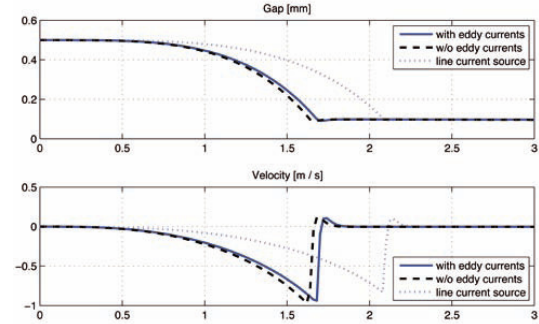 Gap [mm]
0.6
0.4
0.2
0
with eddy currents
w/o eddy currents
line current source
0 0.5 1 1.5 2 2.5 3
Velocity [m / s]
0.5
0
−0.5
−1
with eddy currents
w/o eddy currents
line current source
0 0.5 1 1.5 2 2.5 3